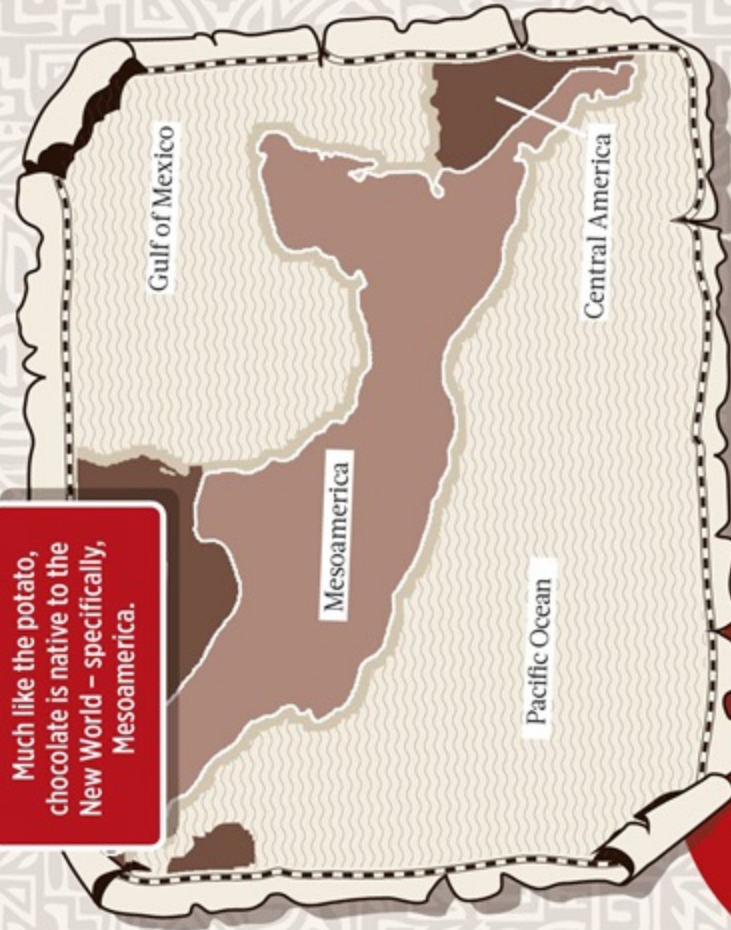 Much like the potato,
chocolate is native to the
New World – specifically,
Mesoamerica.
Gulf of Mexico
Mesoamerica
Central America
Pacific Ocean